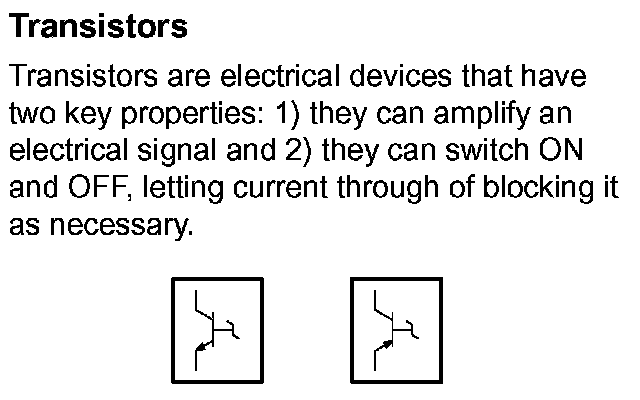 Transistors
Transistors are electrical devices that have
two key properties: 1) they can amplify an
electrical signal and 2) they can switch ON
and OFF, letting current through of blocking it
as necessary.